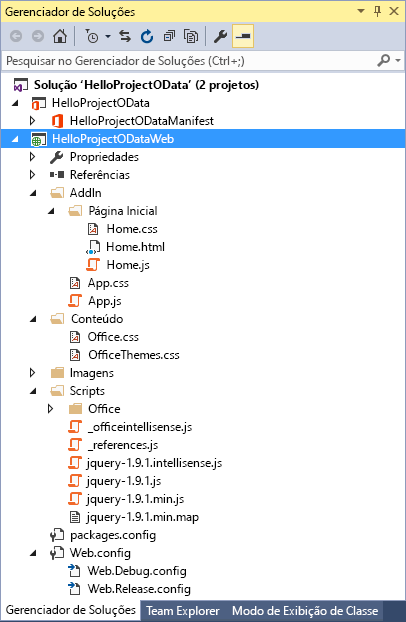 Gerenciador de Soluções
Pesquisar no Gerenciador de Soluções (Ctrl+;)
Solução 'HelloProjectOData' (2 projetos)
HelloProjectOData
HelloProjectODataManifest
HelloProjectODataWeb
Propriedades
Referências
AddIn
Página Inicial
Home.css
Home.html
Home.js
App.css
App.js
Conteúdo
Office.css
OfficeThemes.css
Imagens
Scripts
Office
_officeintellisense.js
_references.js
jquery-1.9.1.intellisense.js
jquery-1.9.1.js
jquery-1.9.1.min.js
jquery-1.9.1.min.map
packages.config
Web.config
Web.Debug.config
Web.Release.config
Gerenciador de Soluções Team Explorer Modo de Exibição de Classe